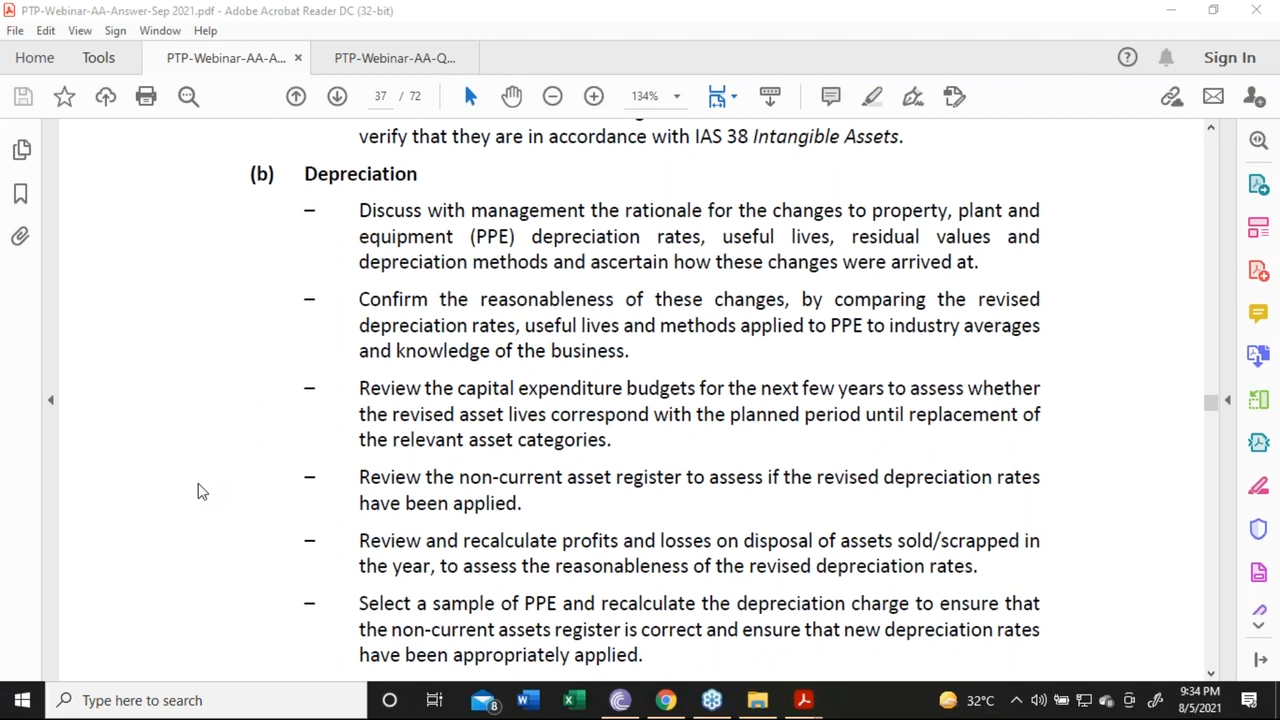 PTP-Webinar-AA-Answer-Sep 2021.pdf - Adobe Acrobat Reader DC (32-bit)
File Edit View Sign Window Help
Home Tools PTP-Webinar-AA-A... × PTP-Webinar-AA-Q... Sign In
37 / 72 134%
verify that they are in accordance with IAS 38 Intangible Assets.
(b) Depreciation
– Discuss with management the rationale for the changes to property, plant and
equipment (PPE) depreciation rates, useful lives, residual values and
depreciation methods and ascertain how these changes were arrived at.
– Confirm the reasonableness of these changes, by comparing the revised
depreciation rates, useful lives and methods applied to PPE to industry averages
and knowledge of the business.
– Review the capital expenditure budgets for the next few years to assess whether
the revised asset lives correspond with the planned period until replacement of
the relevant asset categories.
– Review the non-current asset register to assess if the revised depreciation rates
have been applied.
– Review and recalculate profits and losses on disposal of assets sold/scrapped in
the year, to assess the reasonableness of the revised depreciation rates.
– Select a sample of PPE and recalculate the depreciation charge to ensure that
the non-current assets register is correct and ensure that new depreciation rates
have been appropriately applied.
Type here to search 8 32°C 9:34 PM
8/5/2021